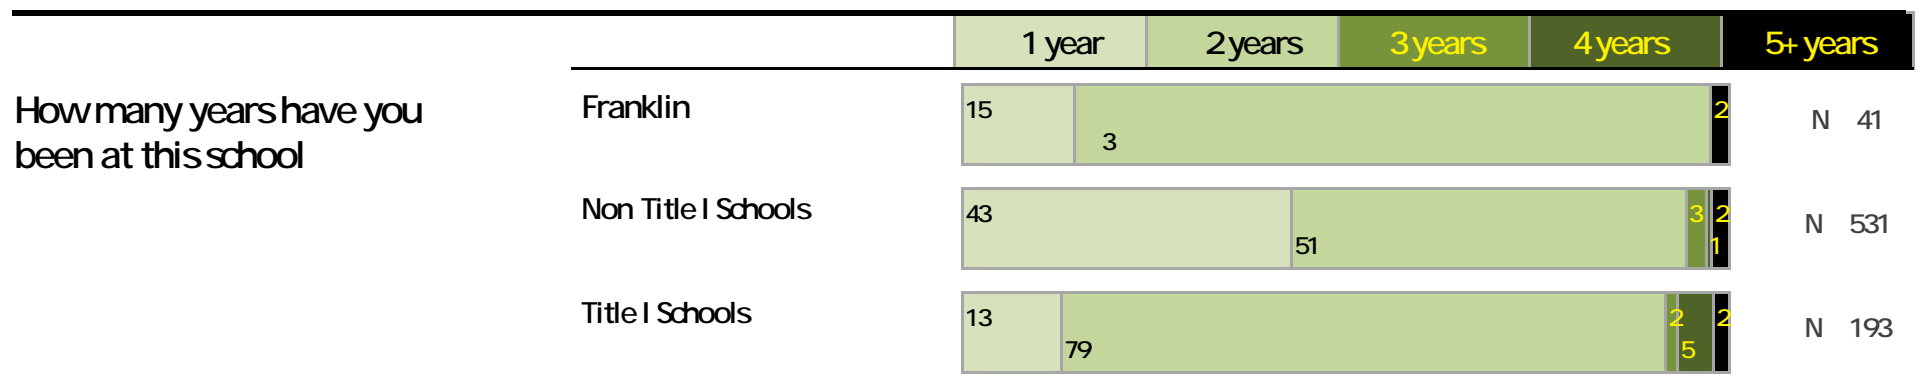 1 year 2 years 3 years 4 years 5+ years
How many years have you
been at this school
Franklin 15 3 2 N 41
Non Title I Schools 43 51 3 1 2 N 531
Title I Schools 13 79 2 5 2 N 193